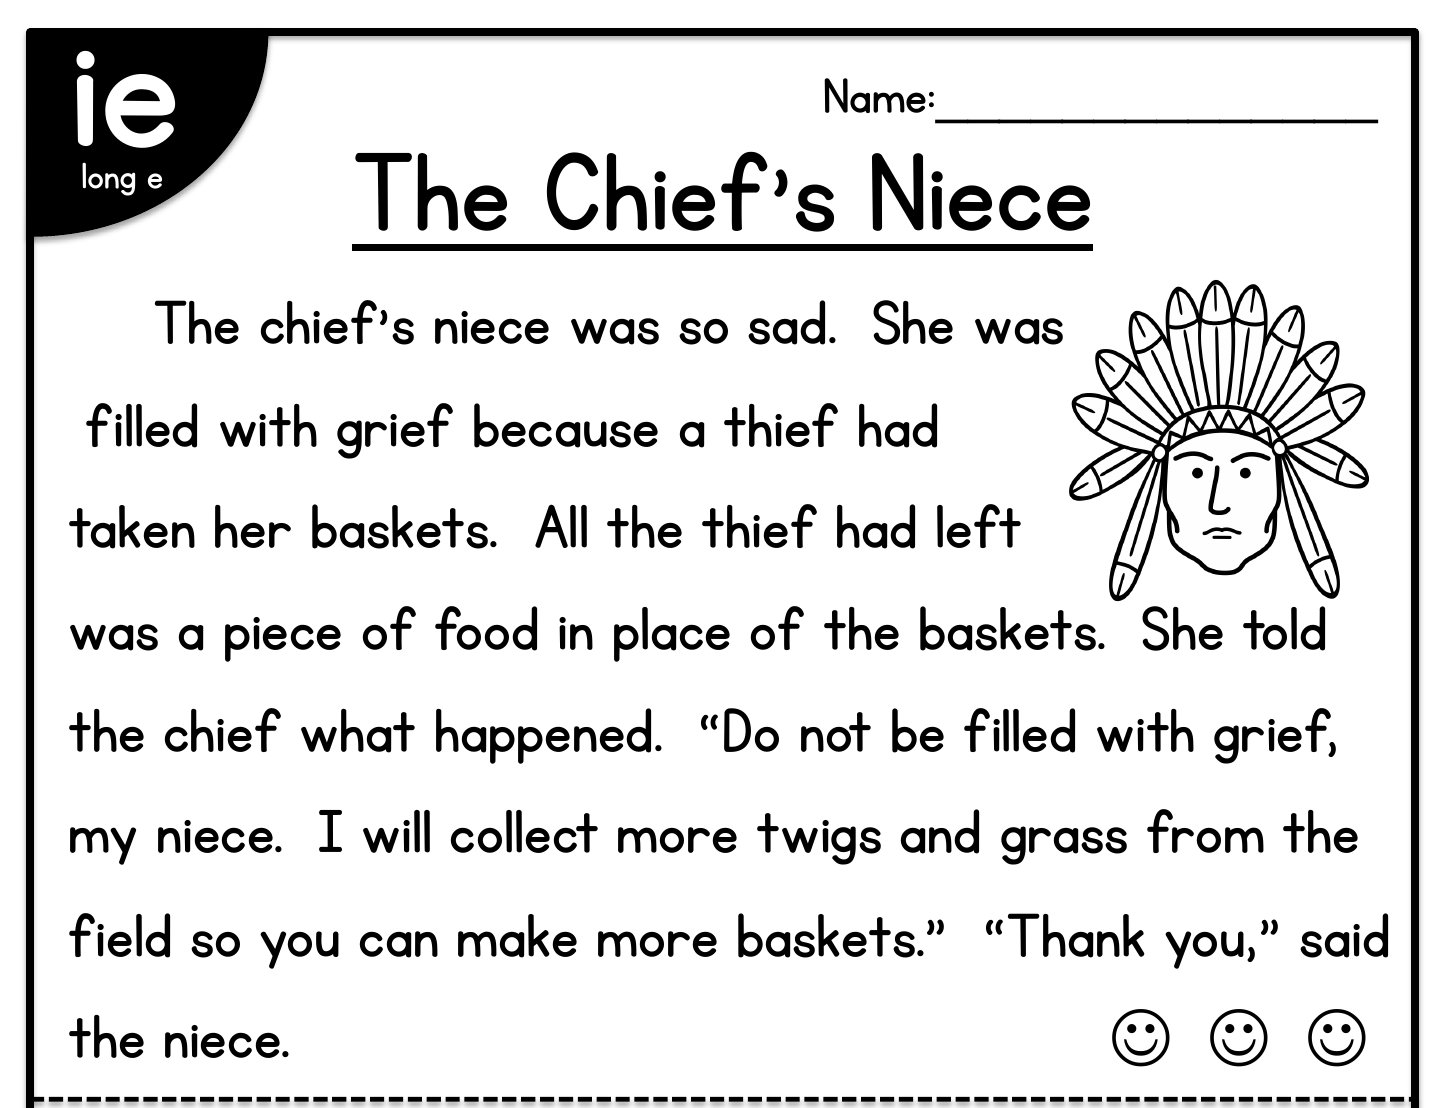 ie
long e
Name:
The Chief’s Niece
The chief’s niece was so sad. She was
filled with grief because a thief had
taken her baskets. All the thief had left
was a piece of food in place of the baskets. She told
the chief what happened. “Do not be filled with grief,
my niece. I will collect more twigs and grass from the
field so you can make more baskets.” “Thank you,” said
the niece.